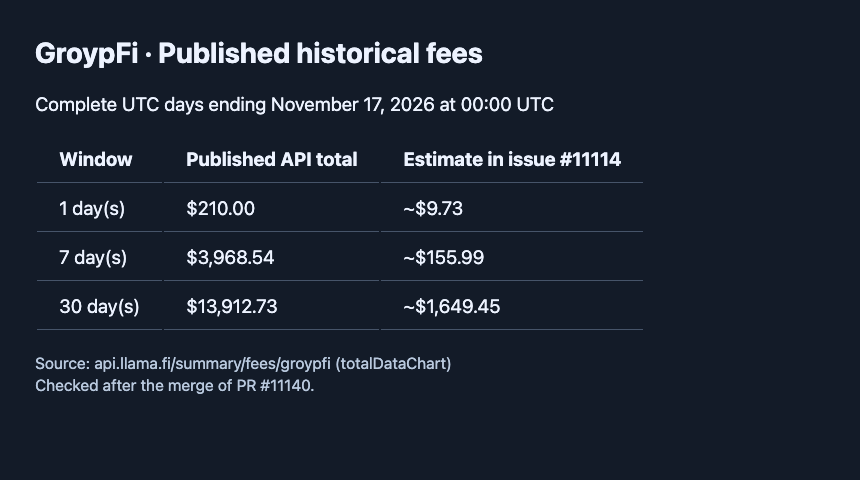 GroypFi · Published historical fees
Complete UTC days ending November 17, 2026 at 00:00 UTC
Window Published API total Estimate in issue #11114
1 day(s) $210.00 ~$9.73
7 day(s) $3,968.54 ~$155.99
30 day(s) $13,912.73 ~$1,649.45
Source: api.llama.fi/summary/fees/groypfi (totalDataChart)
Checked after the merge of PR #11140.